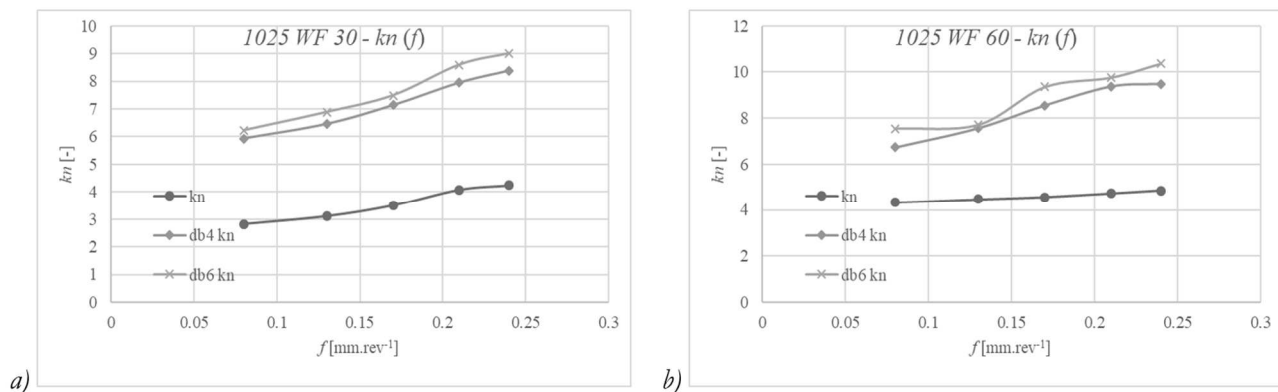 1025 WF 30 - kn (f)
10
9
8
7
6
5
4
3
2
1
0
kn [-]
kn
db4 kn
db6 kn
0 0.05 0.1 0.15 0.2 0.25 0.3
f [mm.rev-1]
a)
1025 WF 60 - kn (f)
12
10
8
6
4
2
0
kn [-]
kn
db4 kn
db6 kn
0 0.05 0.1 0.15 0.2 0.25 0.3
f [mm.rev-1]
b)